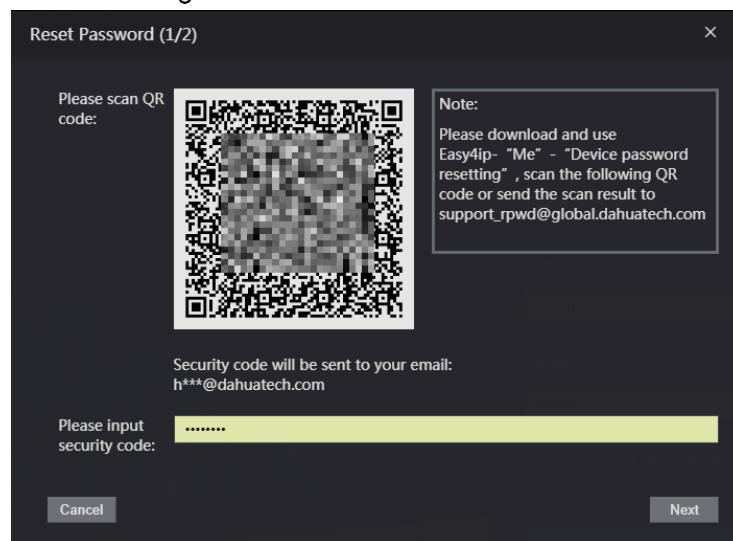 Reset Password (1/2)
Please scan QR
code:
Note:
Please download and use
Easy4ip- “Me” - “Device password
resetting” , scan the following QR
code or send the scan result to
support_rpwd@global.dahuatech.com
Security code will be sent to your email:
h***@dahuatech.com
Please input
security code:
••••••••
Cancel
Next